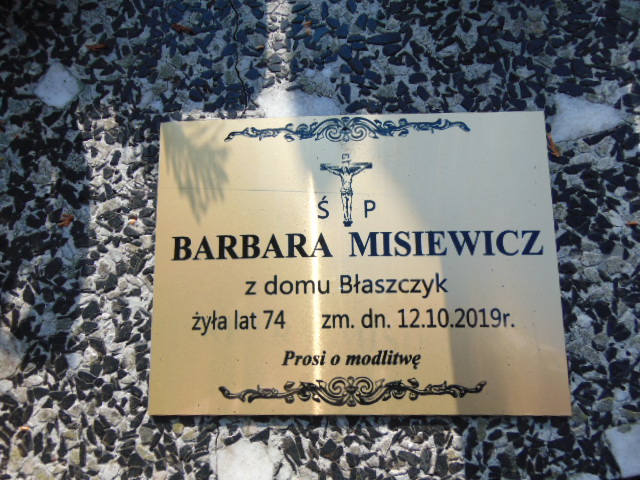 Ś P
BARBARA MISIEWICZ
z domu Błaszczyk
żyła lat 74 zm. dn. 12.10.2019r.
Prosi o modlitwę